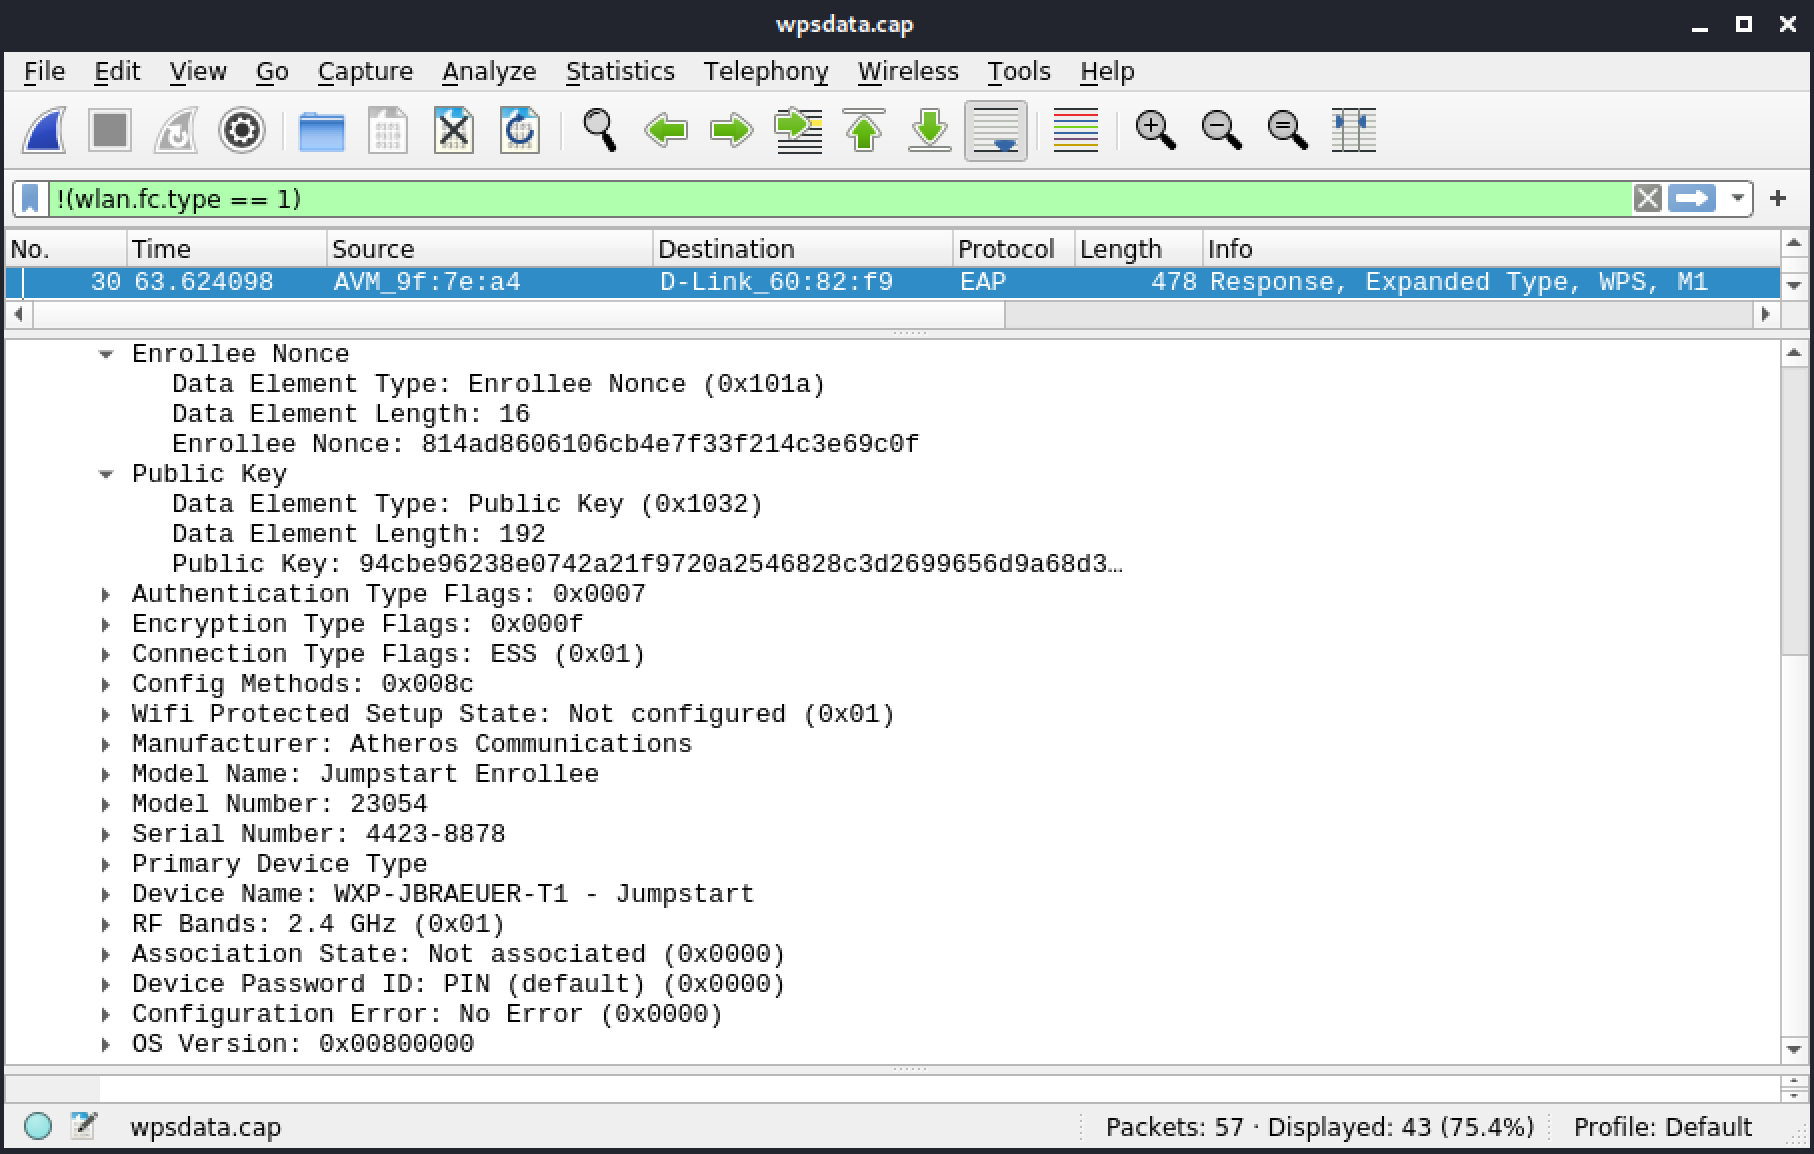 wpsdata.cap
File Edit View Go Capture Analyze Statistics Telephony Wireless Tools Help
!(wlan.fc.type == 1)
No. Time Source Destination Protocol Length Info
30 63.624098 AVM_9f:7e:a4 D-Link_60:82:f9 EAP 478 Response, Expanded Type, WPS, M1
Enrollee Nonce
Data Element Type: Enrollee Nonce (0x101a)
Data Element Length: 16
Enrollee Nonce: 814ad8606106cb4e7f33f214c3e69c0f
Public Key
Data Element Type: Public Key (0x1032)
Data Element Length: 192
Public Key: 94cbe96238e0742a21f9720a2546828c3d2699656d9a68d3…
Authentication Type Flags: 0x0007
Encryption Type Flags: 0x000f
Connection Type Flags: ESS (0x01)
Config Methods: 0x008c
Wifi Protected Setup State: Not configured (0x01)
Manufacturer: Atheros Communications
Model Name: Jumpstart Enrollee
Model Number: 23054
Serial Number: 4423-8878
Primary Device Type
Device Name: WXP-JBRAEUER-T1 - Jumpstart
RF Bands: 2.4 GHz (0x01)
Association State: Not associated (0x0000)
Device Password ID: PIN (default) (0x0000)
Configuration Error: No Error (0x0000)
OS Version: 0x00800000
wpsdata.cap Packets: 57 · Displayed: 43 (75.4%) Profile: Default